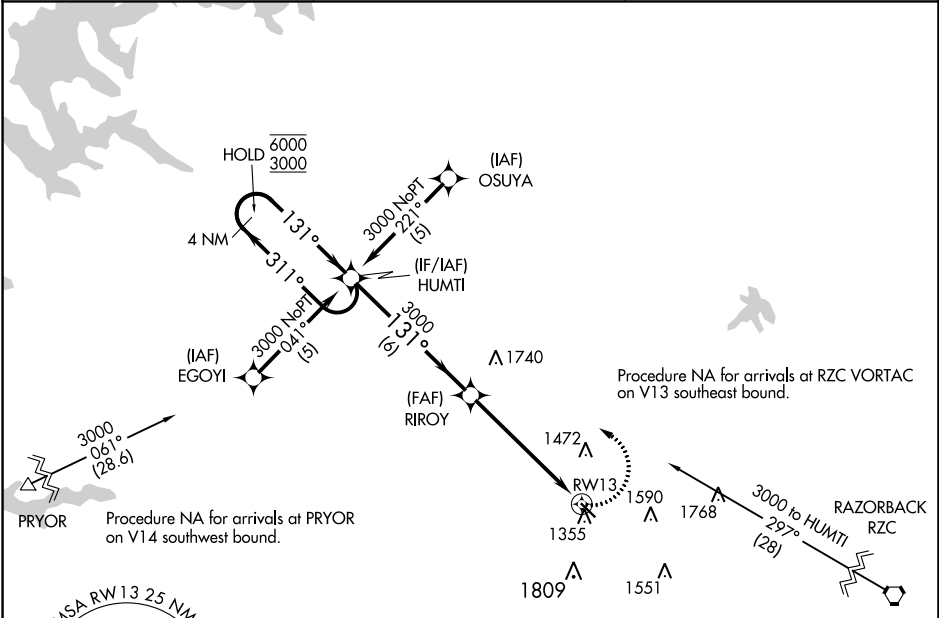 HOLD 6000
3000
(IAF)
OSUYA
3000 NoPT
221°
(5)
131°
4 NM
311°
(IF/IAF)
HUMTI
3000 NoPT
041°
(5)
(IAF)
EGOYI
3000
131°
(6)
1740
(FAF)
RIROY
Procedure NA for arrivals at RZC VORTAC
on V13 southeast bound.
3000
061°
(28.6)
PRYOR
Procedure NA for arrivals at PRYOR
on V14 southwest bound.
1472
RW13
1590
1355
1768
3000 to HUMTI
297°
(28)
RAZORBACK
RZC
1809
1551
MSA RW13 25 NM